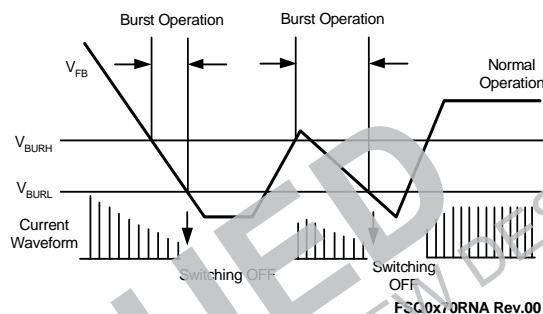 Burst Operation
Burst Operation
V_FB
Normal
Operation
V_BURH
V_BURL
Current
Waveform
Switching OFF
Switching
OFF
FSQ0x70RNA Rev.00